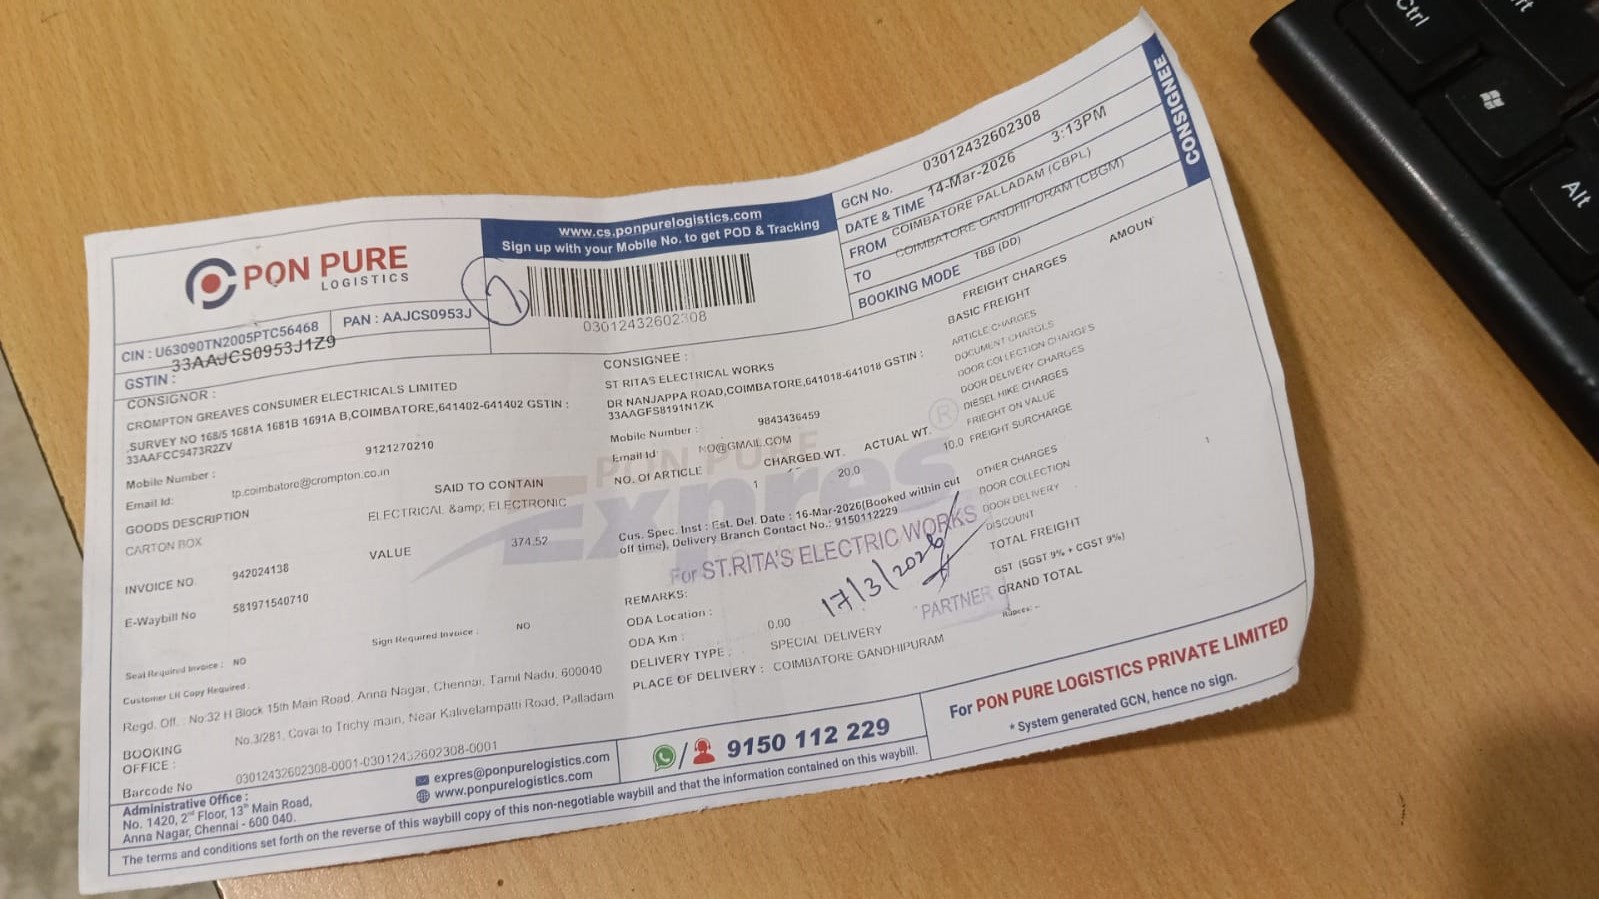 CONSIGNEE
PON PURE
LOGISTICS
www.cs.ponpurelogistics.com
Sign up with your Mobile No. to get POD & Tracking
03012432602308
GCN No. 03012432602308
DATE & TIME 14-Mar-2026 3:13PM
FROM COIMBATORE PALLADAM (CBPL)
TO COIMBATORE GANDHIPURAM (CBGM)
BOOKING MODE TBB (DD)
CIN : U63090TN2005PTC56468
PAN : AAJCS0953J
GSTIN : 33AAJCS0953J1Z9
CONSIGNOR :
CROMPTON GREAVES CONSUMER ELECTRICALS LIMITED
,SURVEY NO 168/5 1681A 1681B 1691A B,COIMBATORE,641402-641402 GSTIN :
33AAFCC9473R2ZV
Mobile Number : 9121270210
Email Id: tp.coimbatore@crompton.co.in
GOODS DESCRIPTION SAID TO CONTAIN
CARTON BOX ELECTRICAL &amp; ELECTRONIC
INVOICE NO 942024138 VALUE 374.52
E-Waybill No 581971540710
Seal Required Invoice : NO Sign Required Invoice : NO
Customer LR Copy Required :
Regd. Off. : No:32 H Block 15th Main Road, Anna Nagar, Chennai, Tamil Nadu, 600040
BOOKING OFFICE : No.3/281, Covai to Trichy main, Near Kalivelampatti Road, Palladam
Barcode No 03012432602308-0001-03012432602308-0001
CONSIGNEE :
ST RITAS ELECTRICAL WORKS
DR NANJAPPA ROAD,COIMBATORE,641018-641018 GSTIN :
33AAGFS8191N1ZK
Mobile Number : 9843436459
Email Id NO@GMAIL.COM
NO. Of ARTICLE CHARGED.WT. ACTUAL WT.
1 20.0 10.0
Cus. Spec. Inst : Est. Del. Date : 16-Mar-2026(Booked within cut
off time), Delivery Branch Contact No.: 9150112229
For ST.RITA'S ELECTRIC WORKS
17/3/2026
PARTNER
REMARKS:
ODA Location :
ODA Km : 0.00
DELIVERY TYPE : SPECIAL DELIVERY
PLACE OF DELIVERY : COIMBATORE GANDHIPURAM
FREIGHT CHARGES AMOUN
BASIC FREIGHT
ARTICLE CHARGES
DOCUMENT CHARGES
DOOR COLLECTION CHARGES
DOOR DELIVERY CHARGES
DIESEL HIKE CHARGES
FRIEGHT ON VALUE
FREIGHT SURCHARGE
1
OTHER CHARGES
DOOR COLLECTION
DOOR DELIVERY
DISCOUNT
TOTAL FREIGHT
GST (SGST 9% + CGST 9%)
GRAND TOTAL
Rupees: --
PON PURE
Expres
®
Administrative Office :
No. 1420, 2nd Floor, 13th Main Road,
Anna Nagar, Chennai - 600 040.
expres@ponpurelogistics.com
www.ponpurelogistics.com
9150 112 229
For PON PURE LOGISTICS PRIVATE LIMITED
* System generated GCN, hence no sign.
The terms and conditions set forth on the reverse of this waybill copy of this non-negotiable waybill and that the information contained on this waybill.
Ctrl
Alt